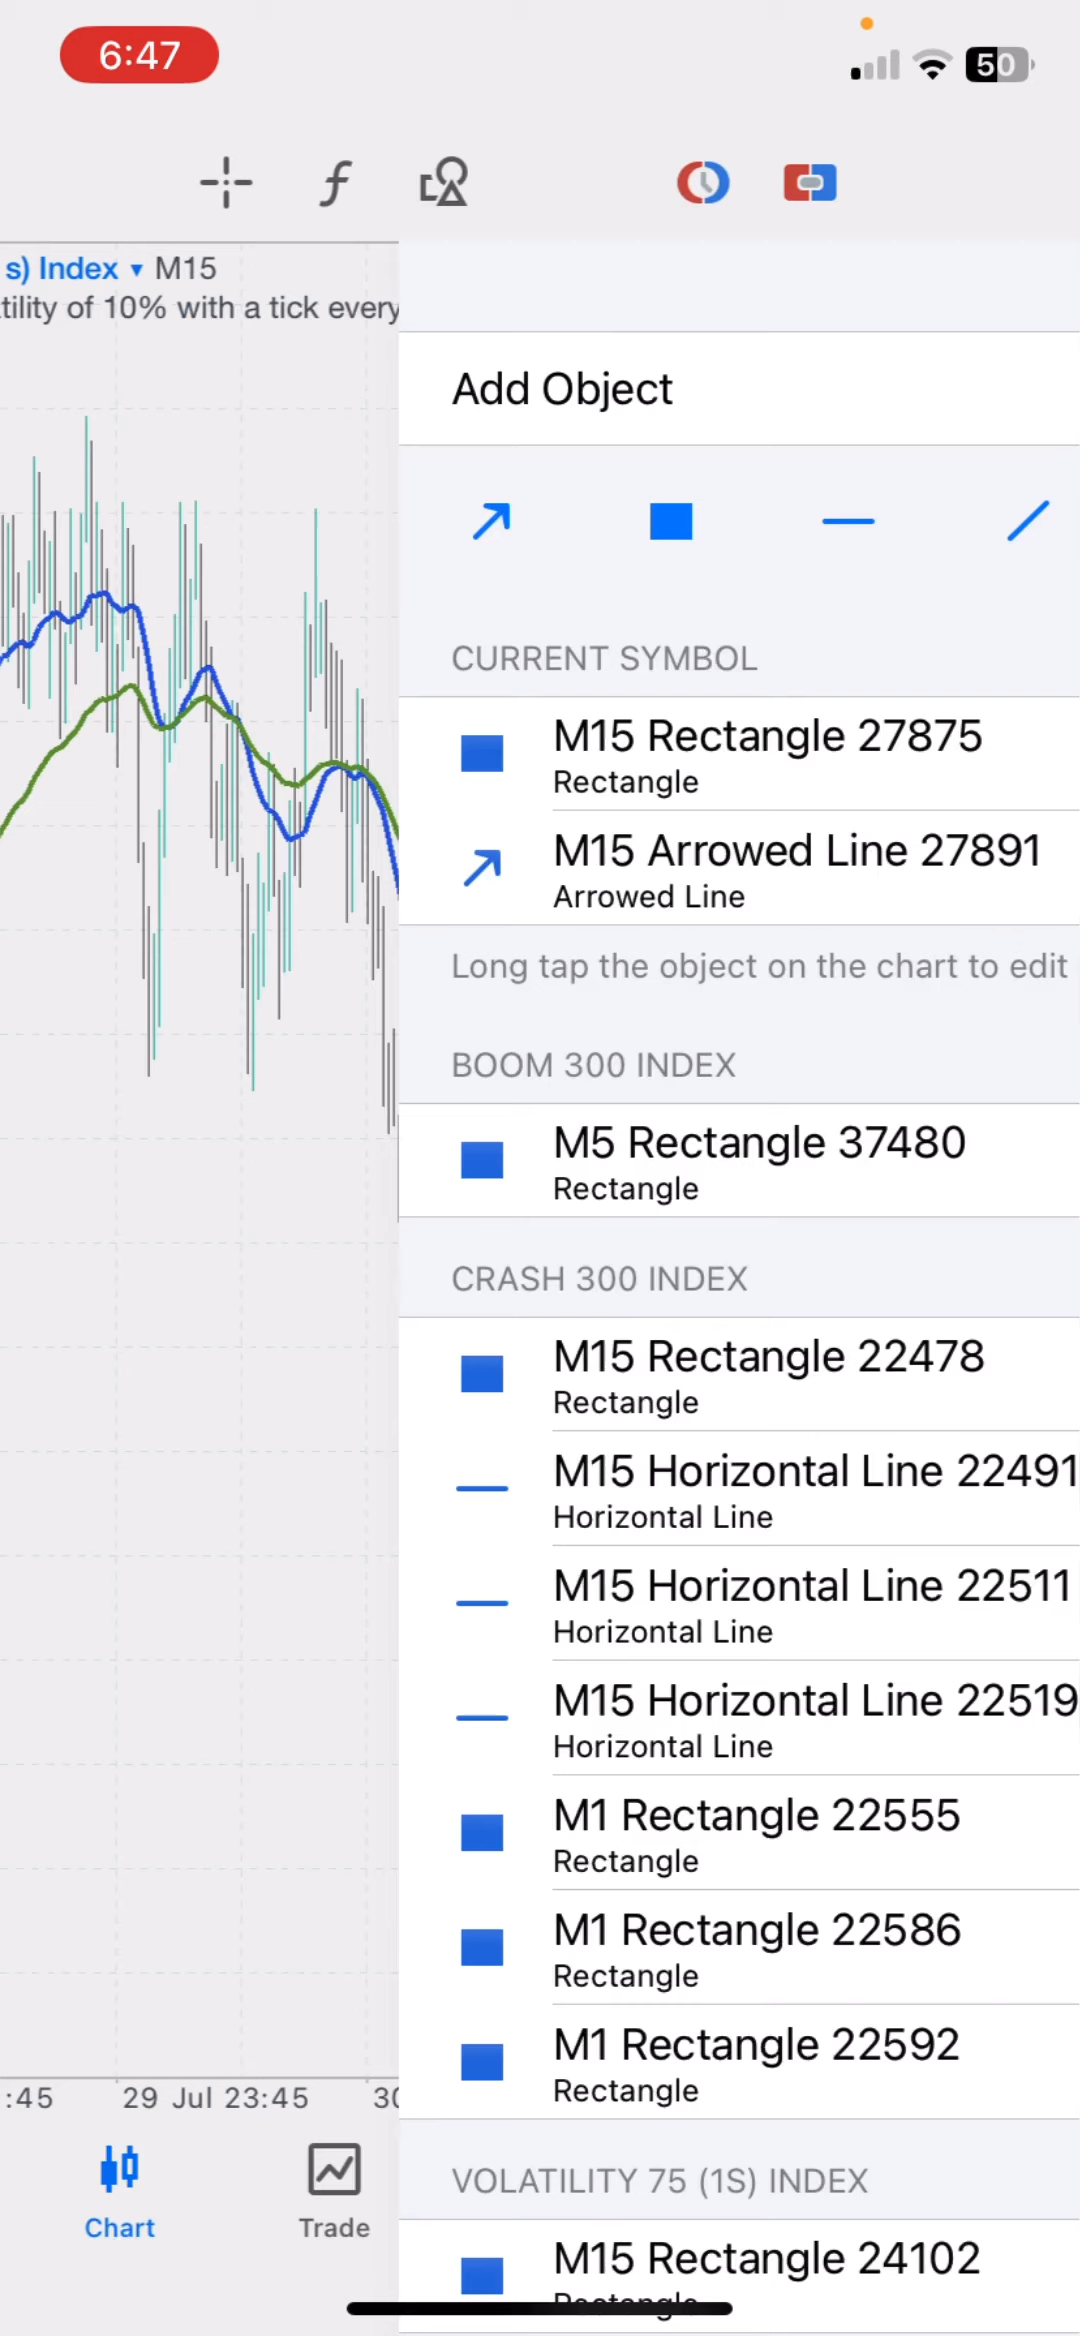 6:47
50
s) Index ▾ M15
tility of 10% with a tick every
Add Object
CURRENT SYMBOL
M15 Rectangle 27875
Rectangle
M15 Arrowed Line 27891
Arrowed Line
Long tap the object on the chart to edit
BOOM 300 INDEX
M5 Rectangle 37480
Rectangle
CRASH 300 INDEX
M15 Rectangle 22478
Rectangle
M15 Horizontal Line 22491
Horizontal Line
M15 Horizontal Line 22511
Horizontal Line
M15 Horizontal Line 22519
Horizontal Line
M1 Rectangle 22555
Rectangle
M1 Rectangle 22586
Rectangle
M1 Rectangle 22592
Rectangle
:45 29 Jul 23:45 30
VOLATILITY 75 (1S) INDEX
Chart Trade
M15 Rectangle 24102
Rectangle